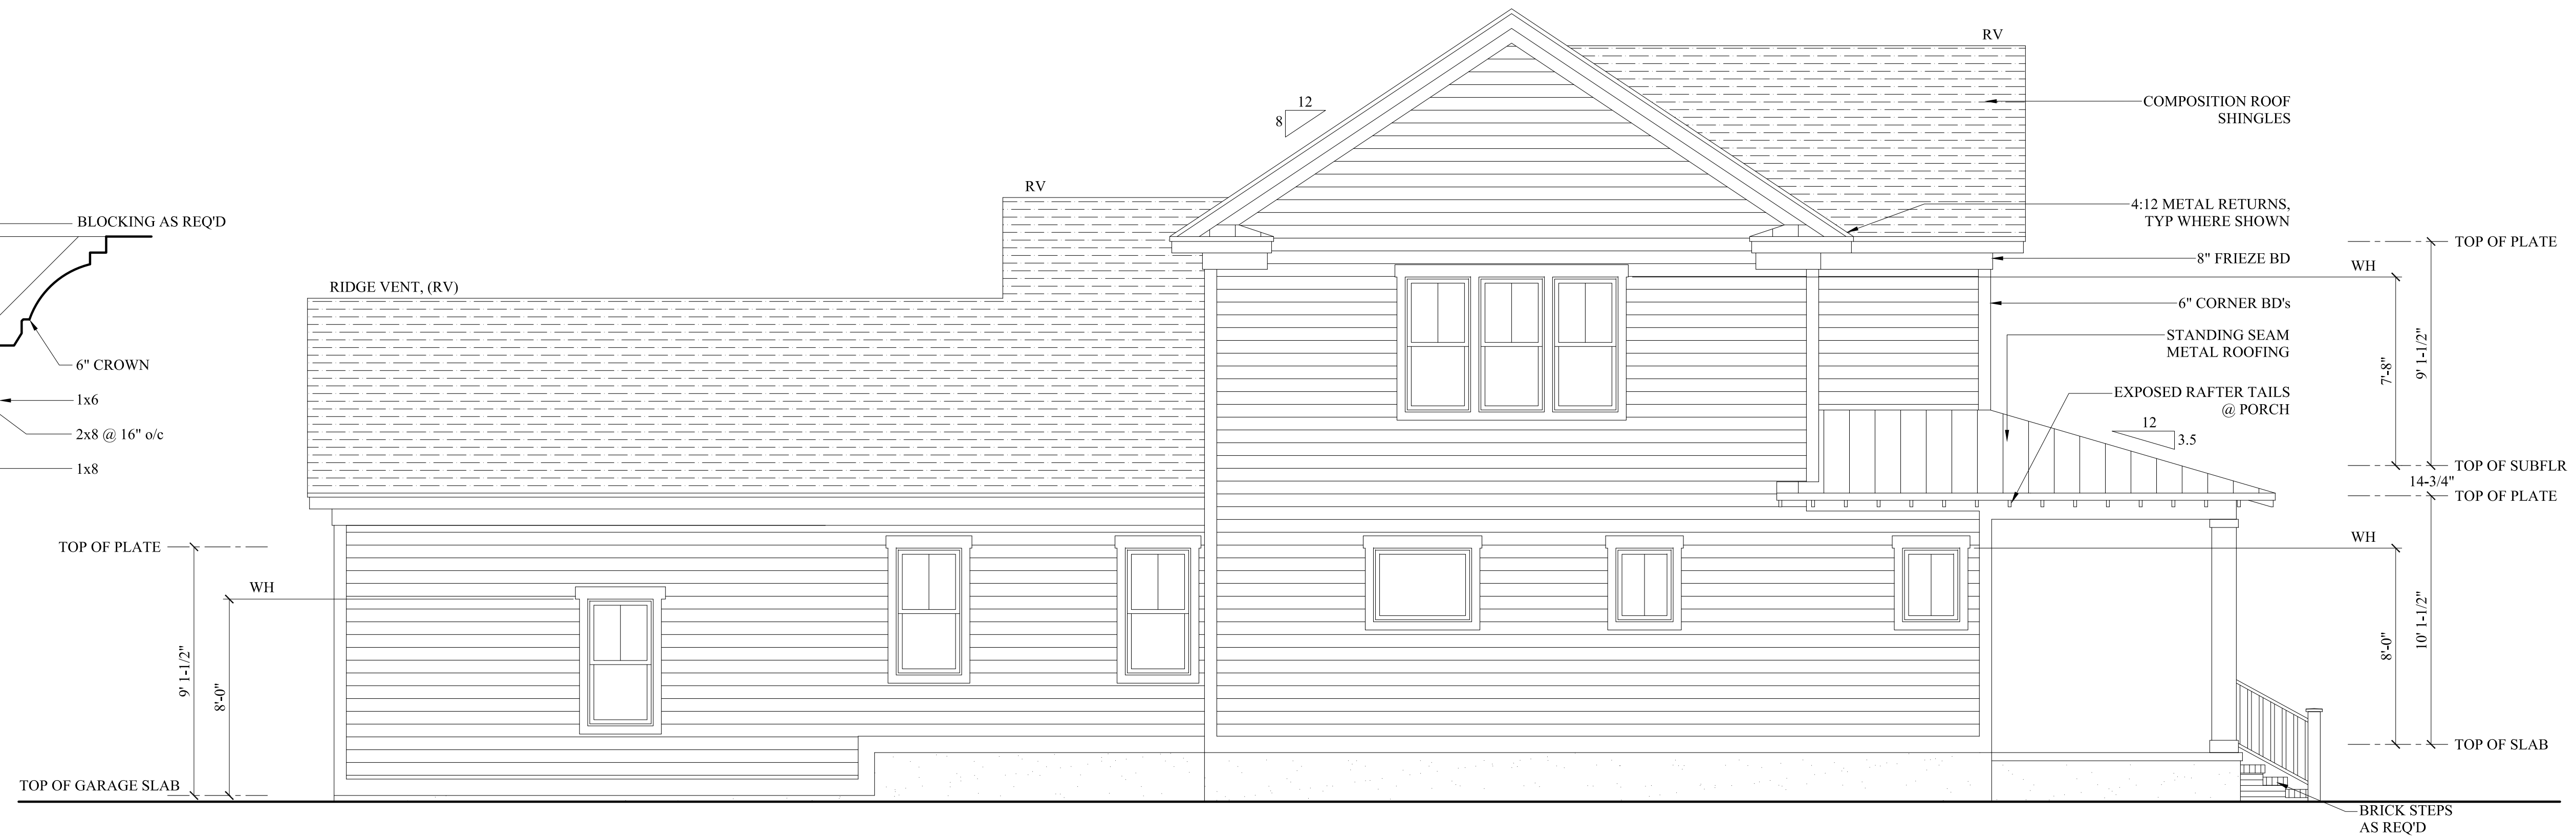 BLOCKING AS REQ'D
6" CROWN
1x6
2x8 @ 16" o/c
1x8
RIDGE VENT, (RV)
RV
12
8
RV
COMPOSITION ROOF
SHINGLES
4:12 METAL RETURNS,
TYP WHERE SHOWN
8" FRIEZE BD
6" CORNER BD's
STANDING SEAM
METAL ROOFING
EXPOSED RAFTER TAILS
@ PORCH
12
3.5
TOP OF PLATE
WH
7'-8"
9' 1-1/2"
TOP OF SUBFLR
14-3/4"
TOP OF PLATE
WH
8'-0"
10' 1-1/2"
TOP OF SLAB
BRICK STEPS
AS REQ'D
TOP OF PLATE
WH
9' 1-1/2"
8'-0"
TOP OF GARAGE SLAB